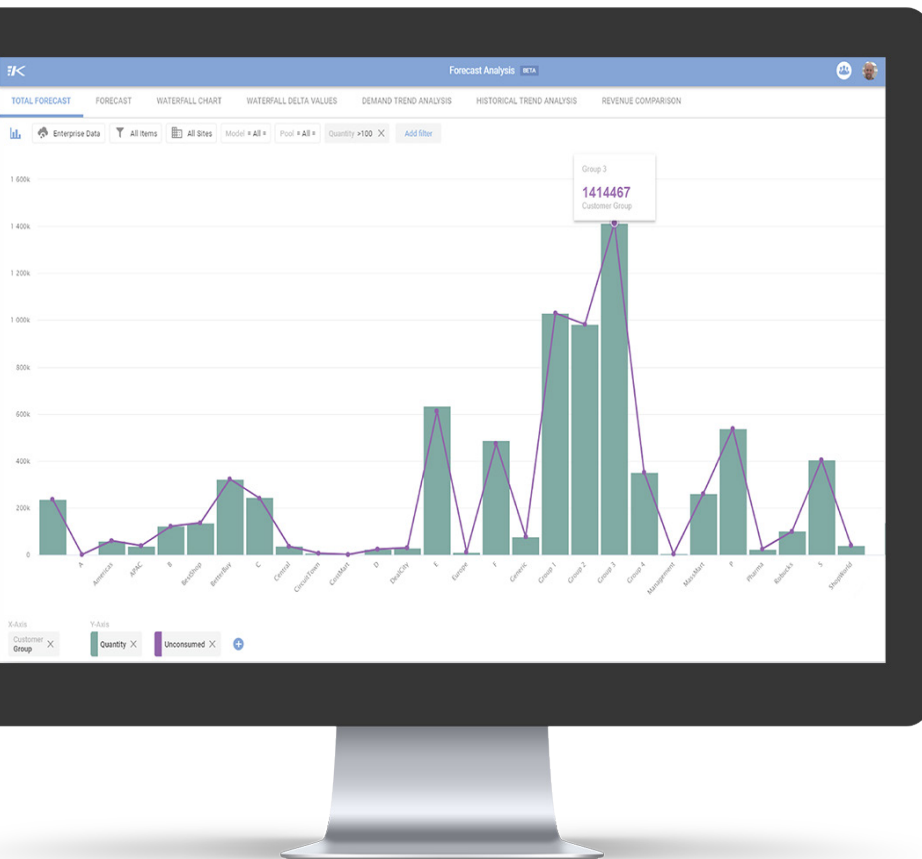 Forecast Analysis BETA
TOTAL FORECAST FORECAST WATERFALL CHART WATERFALL DELTA VALUES DEMAND TREND ANALYSIS HISTORICAL TREND ANALYSIS REVENUE COMPARISON
Enterprise Data All Items All Sites Model = All = Pool = All = Quantity >100 X Add filter
Group 3
1414467
Customer Group
1 600k
1 400k
1 200k
1 000k
800k
600k
400k
200k
0
A Americas APAC B BestShop BetterBuy C Central CircuitTown ConsMart D DealCity E Europe F Generic Group 1 Group 2 Group 3 Group 4 Management MassMart P Pharma Robucks S ShopWorld
X-Axis Y-Axis
Customer
Group X Quantity X Unconsumed X